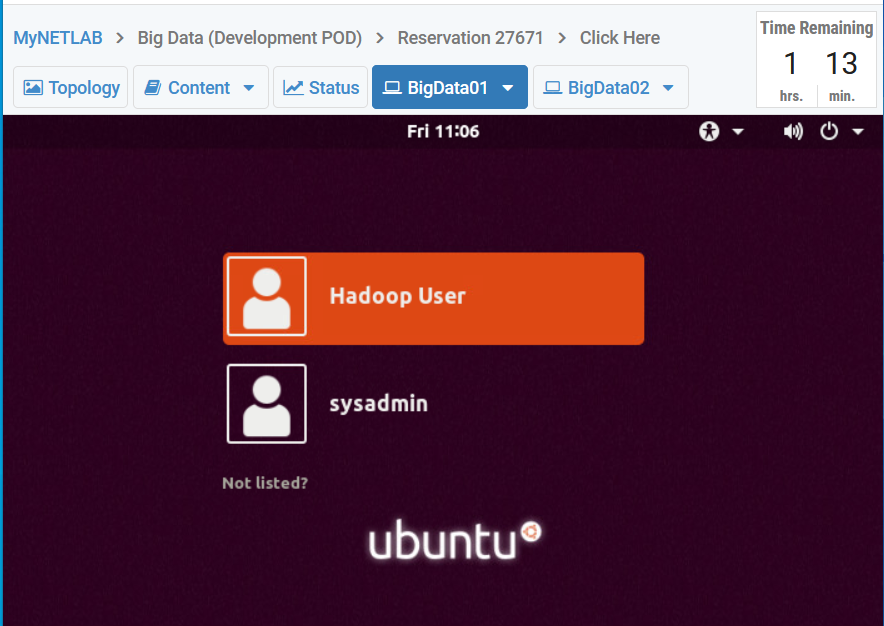 MyNETLAB > Big Data (Development POD) > Reservation 27671 > Click Here
Time Remaining
1 13
hrs. min.
Topology Content Status BigData01 BigData02
Fri 11:06
Hadoop User
sysadmin
Not listed?
ubuntu